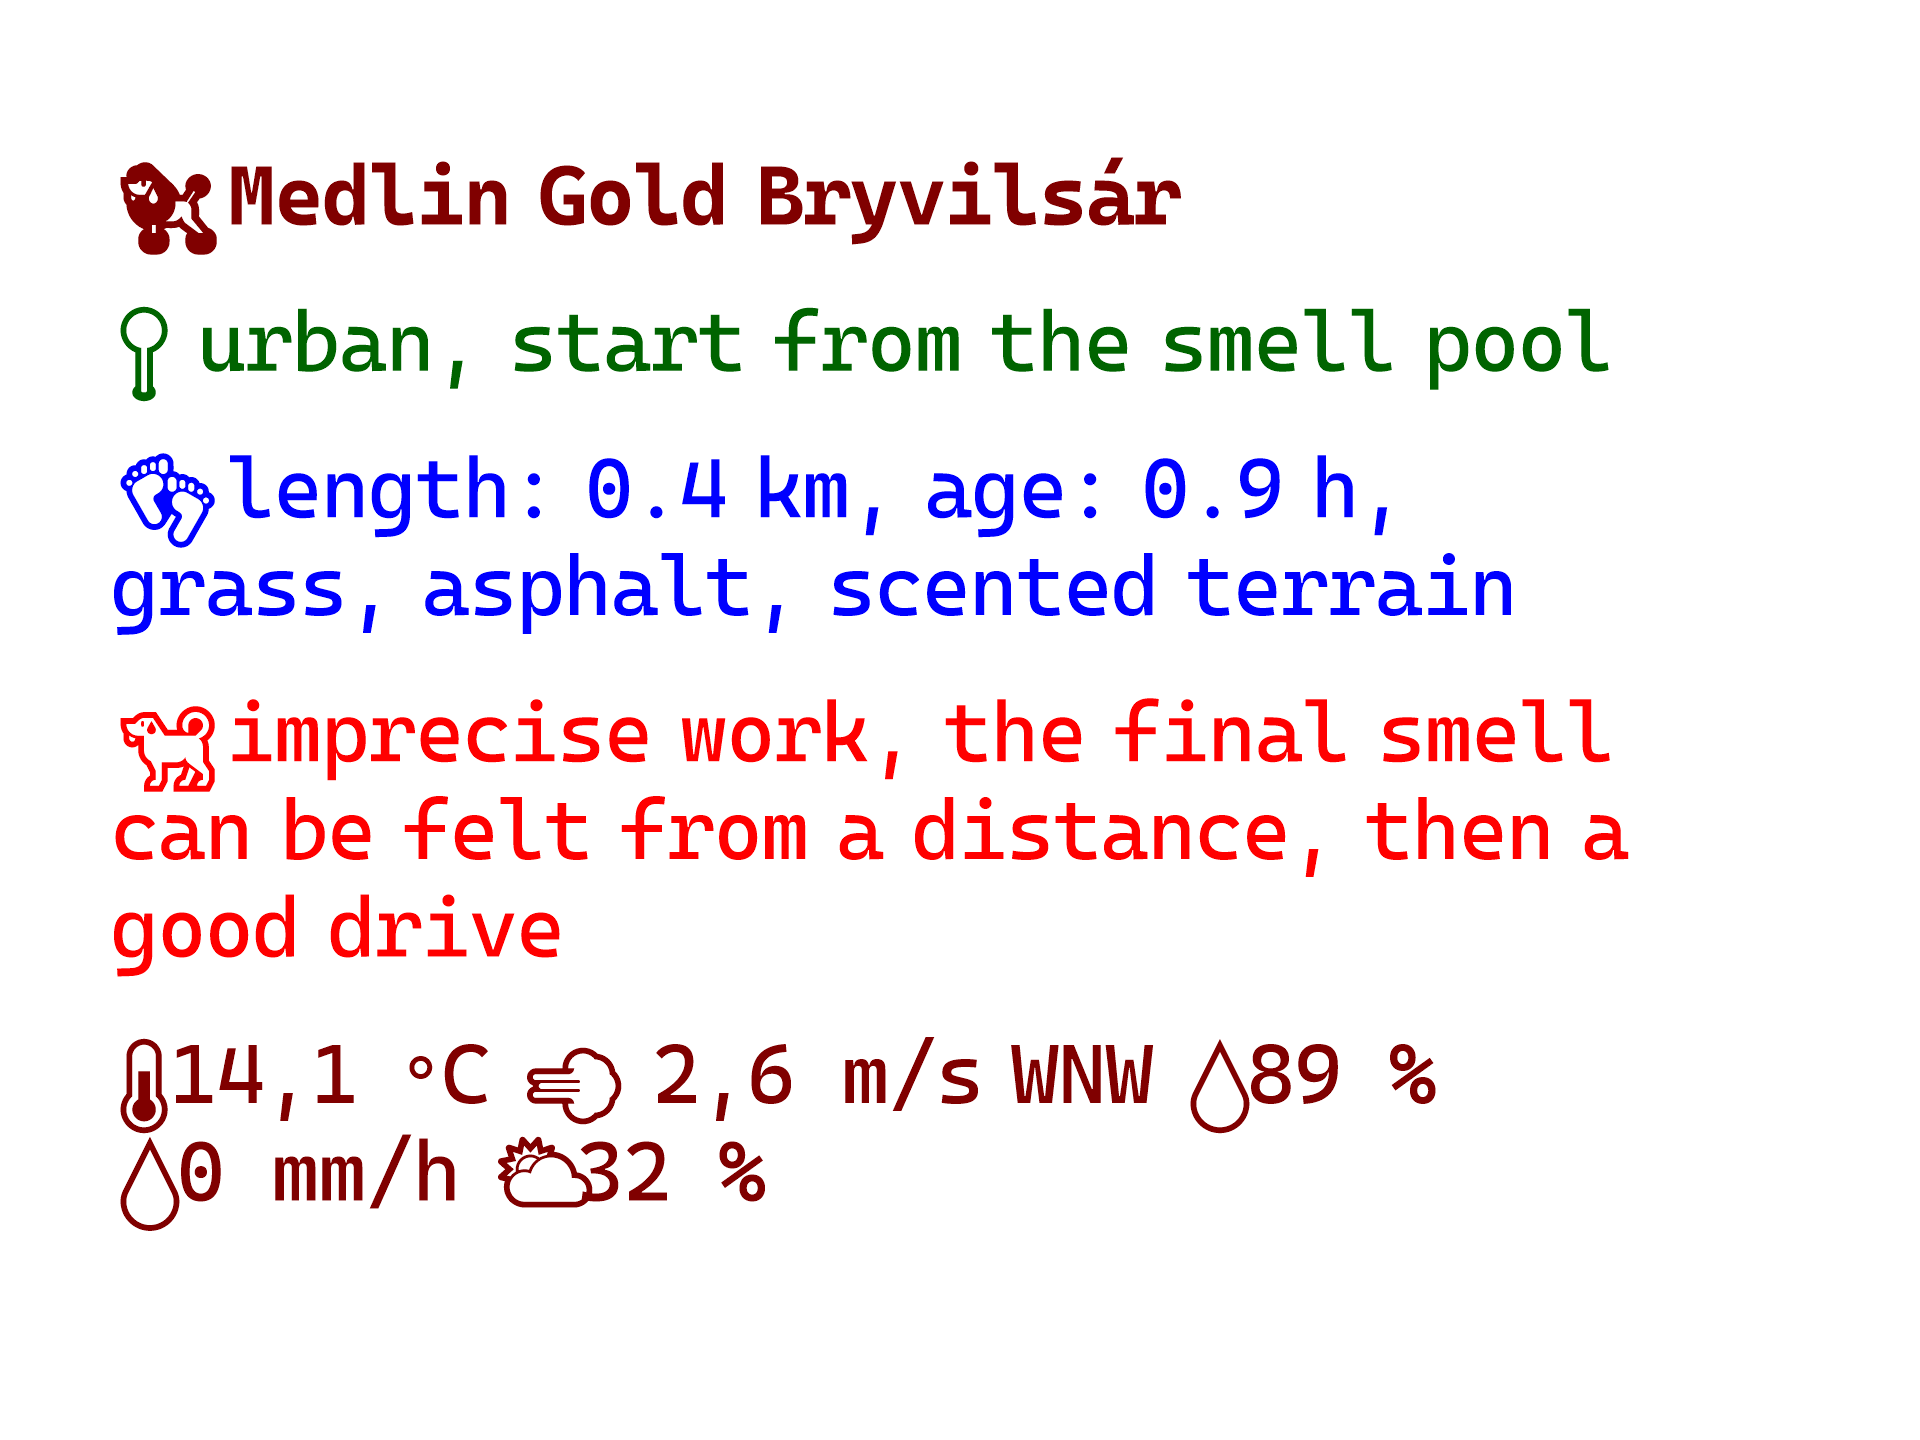 Medlin Gold Bryvilsár
urban, start from the smell pool
length: 0.4 km, age: 0.9 h,
grass, asphalt, scented terrain
imprecise work, the final smell
can be felt from a distance, then a
good drive
14,1 °C 2,6 m/s WNW 89 %
0 mm/h 32 %